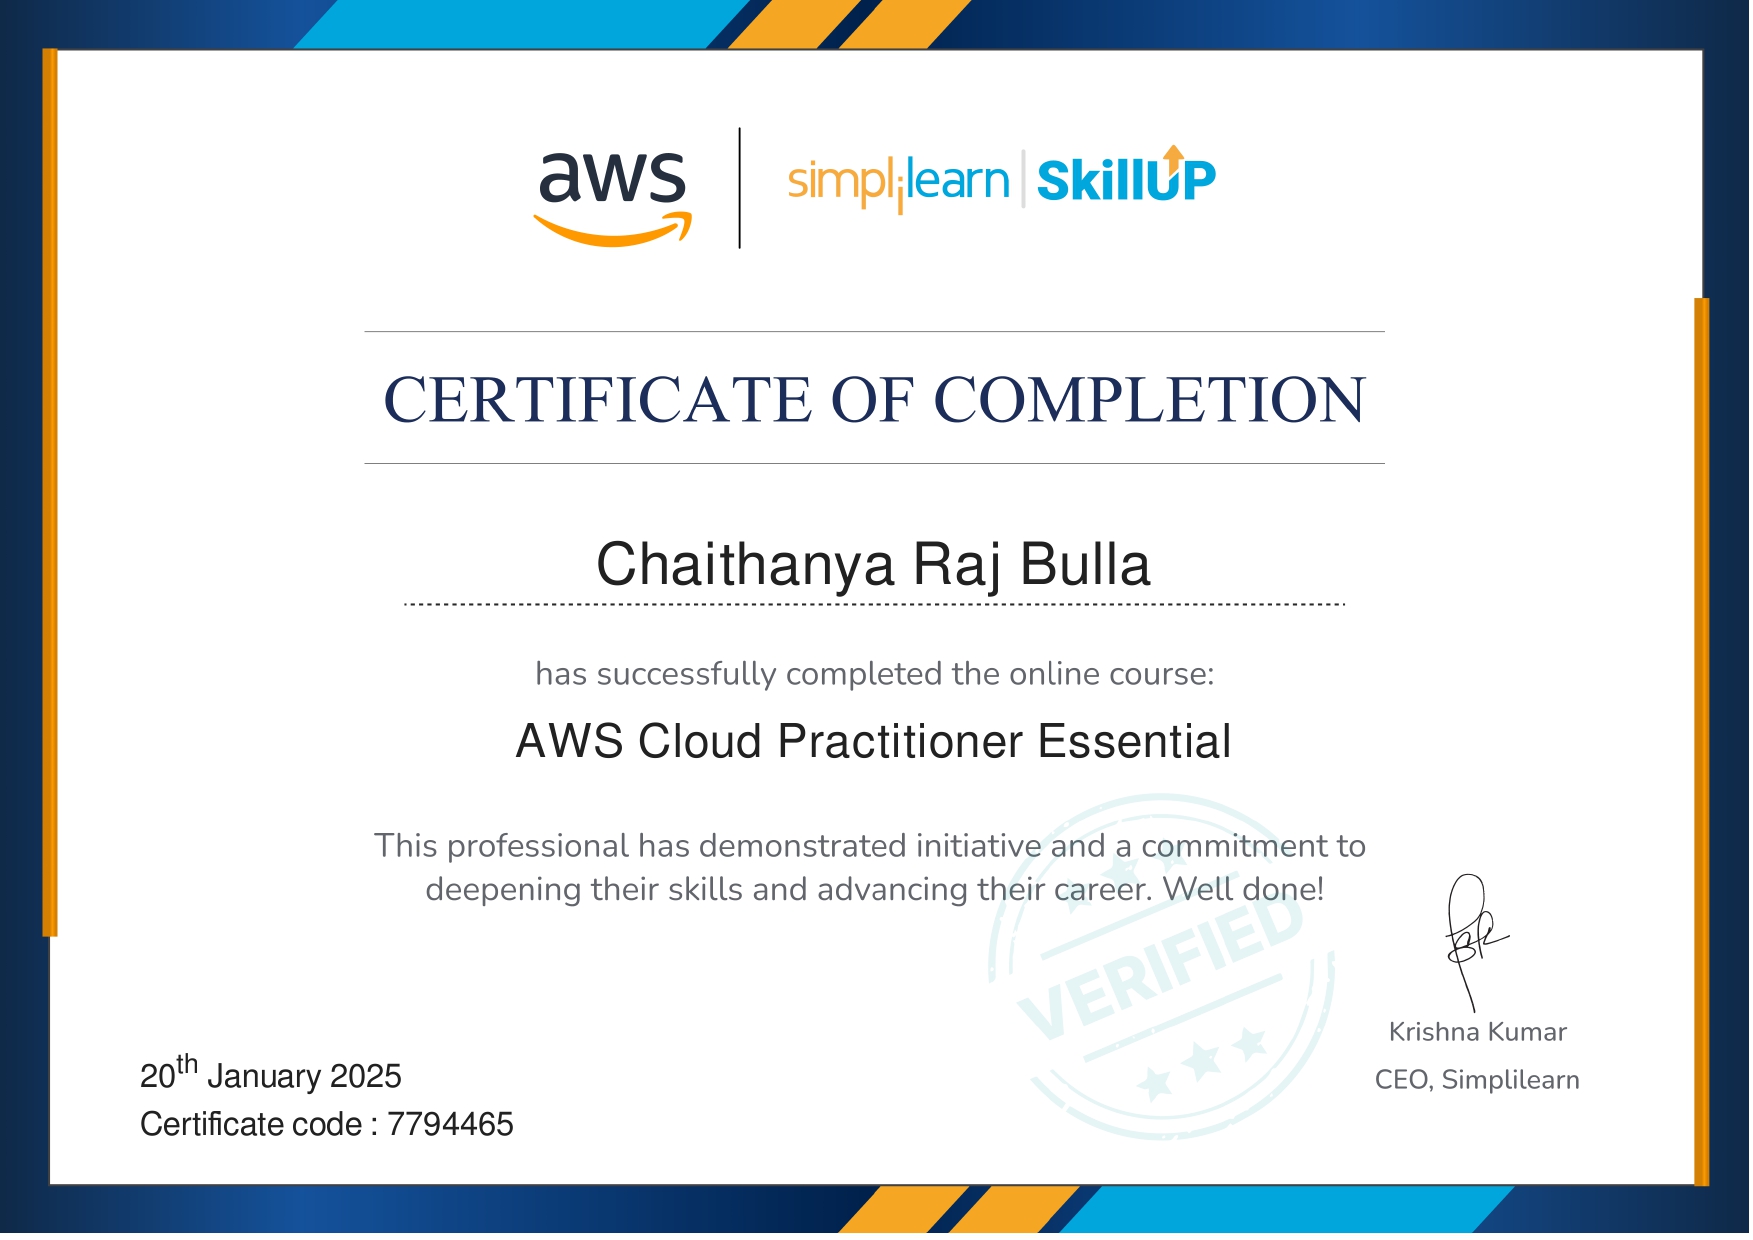 aws simplilearn SkillUP
CERTIFICATE OF COMPLETION
Chaithanya Raj Bulla
has successfully completed the online course:
AWS Cloud Practitioner Essential
This professional has demonstrated initiative and a commitment to
deepening their skills and advancing their career. Well done!
VERIFIED
Krishna Kumar
CEO, Simplilearn
20th January 2025
Certificate code : 7794465